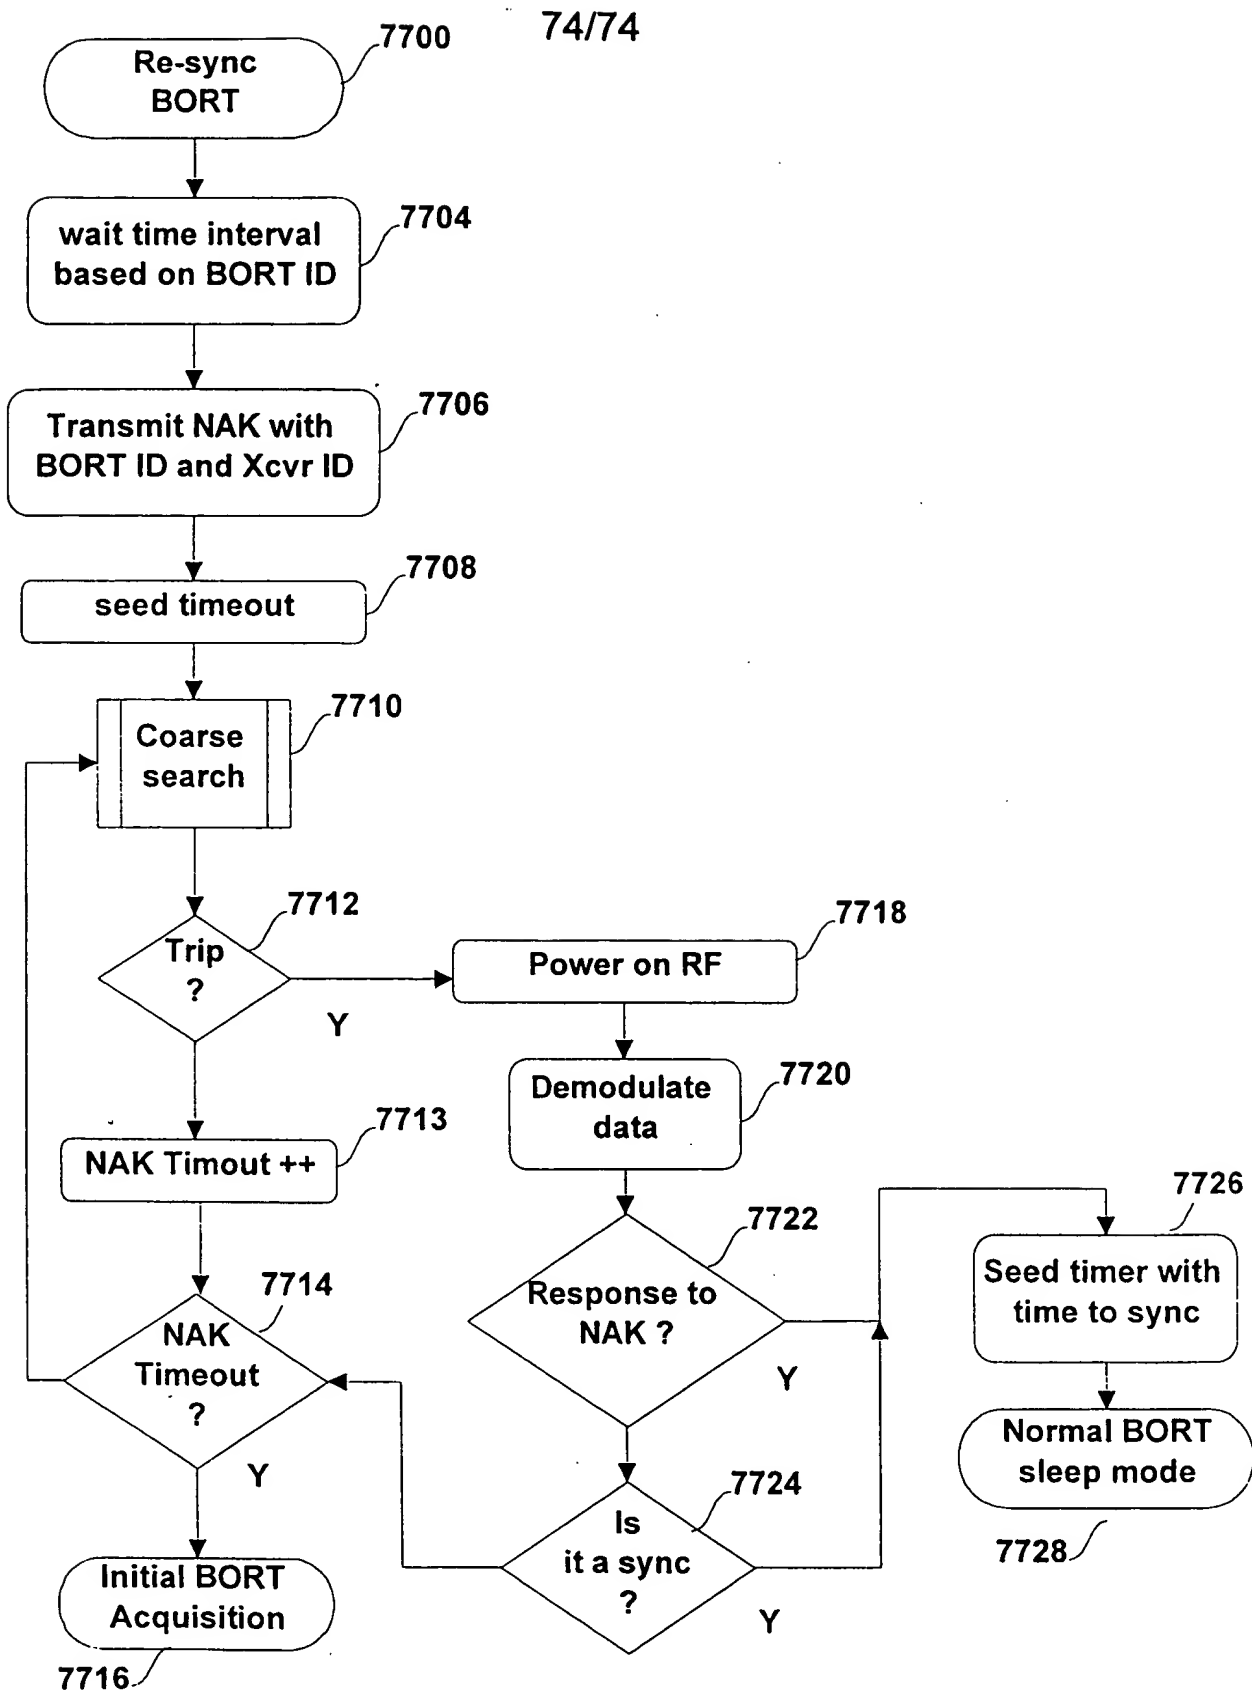 74/74
7700
Re-sync
BORT
7704
wait time interval
based on BORT ID
7706
Transmit NAK with
BORT ID and Xcvr ID
7708
seed timeout
7710
Coarse
search
7712
Trip
?
Y
7718
Power on RF
7720
Demodulate
data
7713
NAK Timout ++
7722
Response to
NAK ?
Y
7726
Seed timer with
time to sync
7714
NAK
Timeout
?
Y
Normal BORT
sleep mode
7728
7724
Is
it a sync
?
Y
Initial BORT
Acquisition
7716